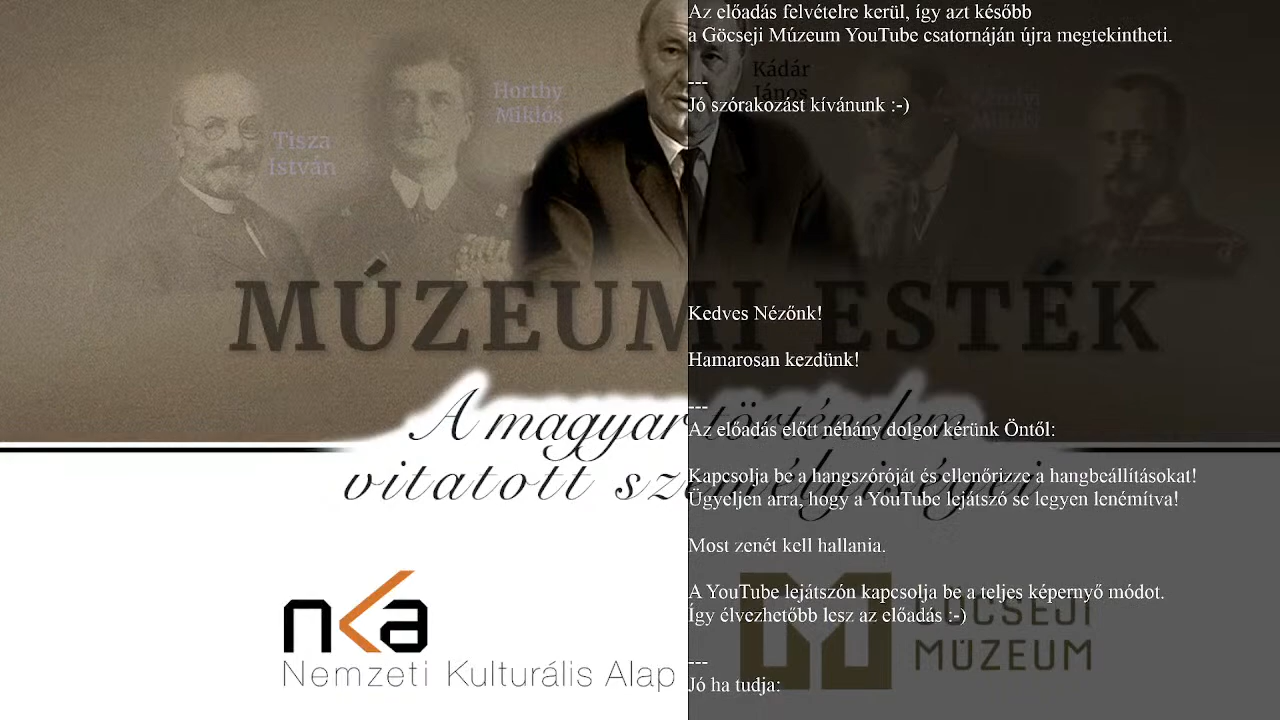 Az előadás felvételre kerül, így azt később
a Göcseji Múzeum YouTube csatornáján újra megtekintheti.
---
Jó szórakozást kívánunk :-)
Kádár
János
Horthy
Miklós
Károlyi
Mihály
Tisza
István
MÚZEUMI ESTÉK
Kedves Nézőnk!
Hamarosan kezdünk!
---
A magyar történelem
vitatott személyiségei
Az előadás előtt néhány dolgot kérünk Öntől:
Kapcsolja be a hangszóróját és ellenőrizze a hangbeállításokat!
Ügyeljen arra, hogy a YouTube lejátszó se legyen lenémítva!
Most zenét kell hallania.
A YouTube lejátszón kapcsolja be a teljes képernyő módot.
Így élvezhetőbb lesz az előadás :-)
---
Jó ha tudja:
nka
Nemzeti Kulturális Alap
GÖCSEJI
MÚZEUM